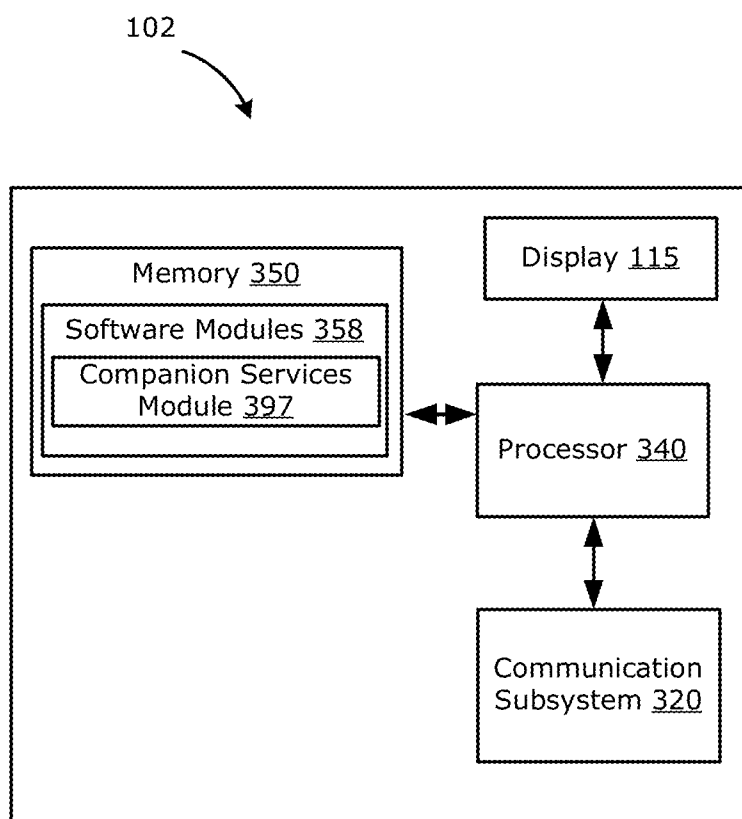 102
Memory 350
Software Modules 358
Companion Services
Module 397
Display 115
Processor 340
Communication
Subsystem 320